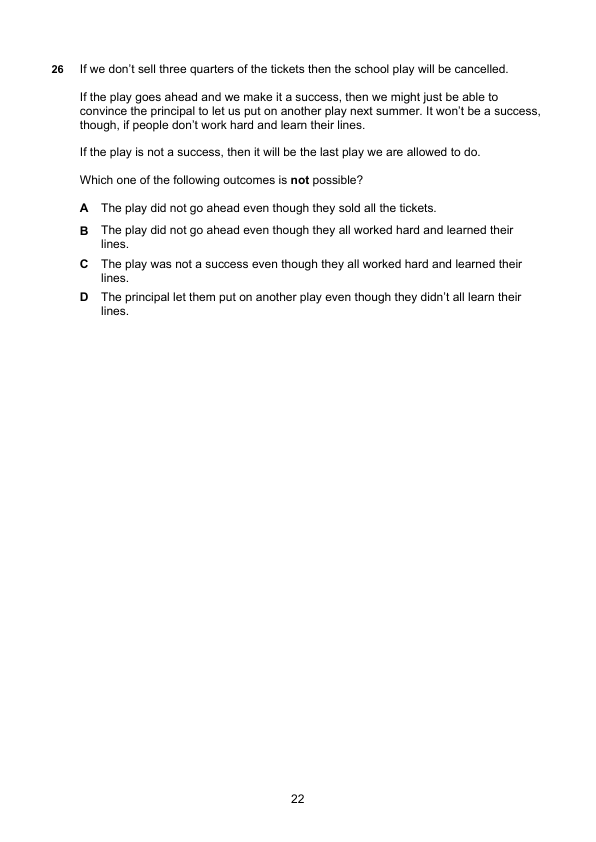 26 If we don't sell three quarters of the tickets then the school play will be cancelled.
If the play goes ahead and we make it a success, then we might just be able to
convince the principal to let us put on another play next summer. It won't be a success,
though, if people don't work hard and learn their lines.
If the play is not a success, then it will be the last play we are allowed to do.
Which one of the following outcomes is not possible?
A The play did not go ahead even though they sold all the tickets.
B The play did not go ahead even though they all worked hard and learned their
lines.
C The play was not a success even though they all worked hard and learned their
lines.
D The principal let them put on another play even though they didn't all learn their
lines.
22